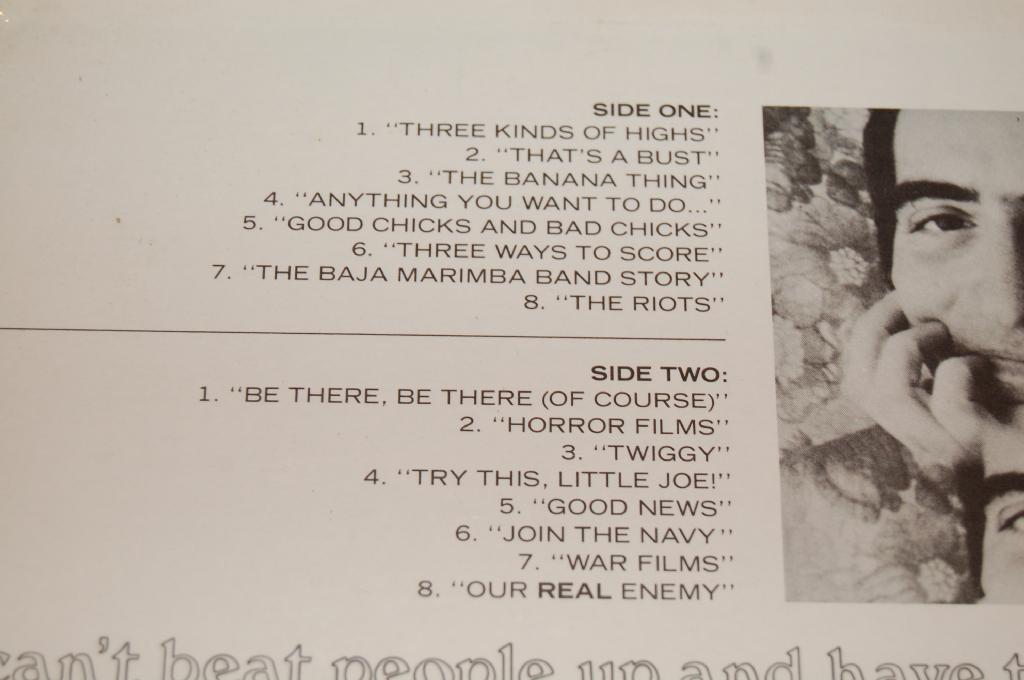 SIDE ONE:
1. "THREE KINDS OF HIGHS"
2. "THAT'S A BUST"
3. "THE BANANA THING"
4. "ANYTHING YOU WANT TO DO..."
5. "GOOD CHICKS AND BAD CHICKS"
6. "THREE WAYS TO SCORE"
7. "THE BAJA MARIMBA BAND STORY"
8. "THE RIOTS"
SIDE TWO:
1. "BE THERE, BE THERE (OF COURSE)"
2. "HORROR FILMS"
3. "TWIGGY"
4. "TRY THIS, LITTLE JOE!"
5. "GOOD NEWS"
6. "JOIN THE NAVY"
7. "WAR FILMS"
8. "OUR REAL ENEMY"
can't beat people up and have